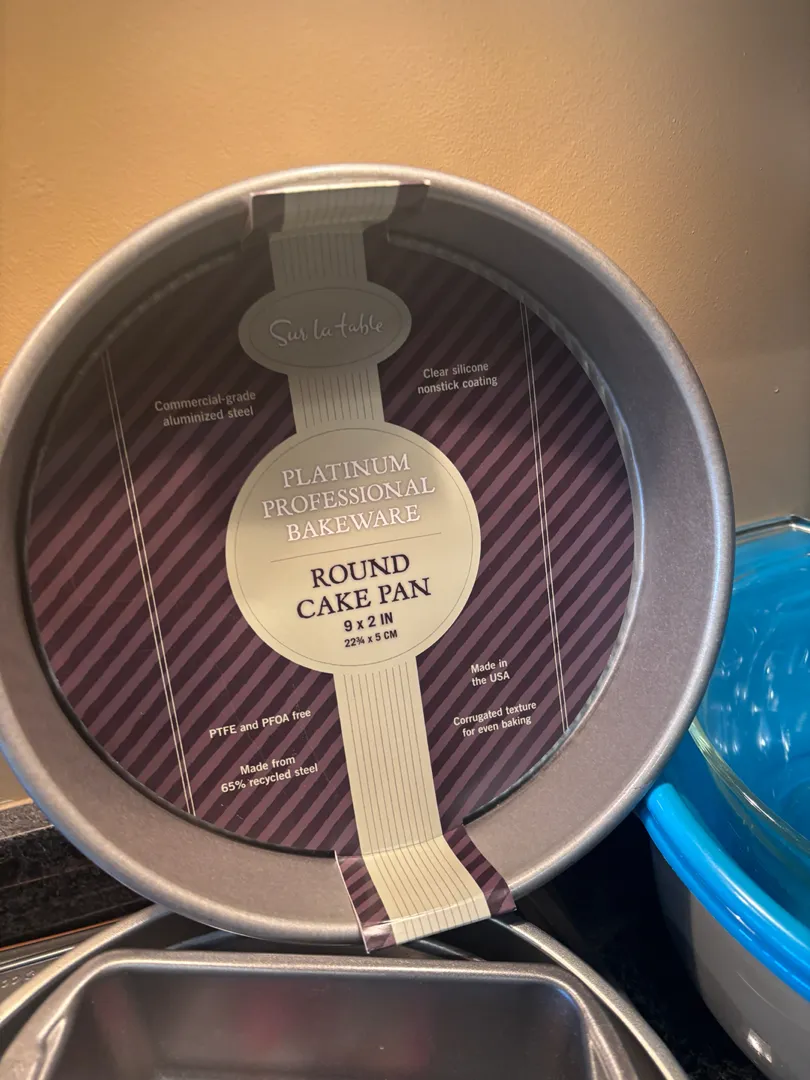 Sur la table
Commercial-grade
aluminized steel
Clear silicone
nonstick coating
PLATINUM
PROFESSIONAL
BAKEWARE
ROUND
CAKE PAN
9 x 2 IN
22¾ x 5 CM
Made in
the USA
PTFE and PFOA free
Corrugated texture
for even baking
Made from
65% recycled steel